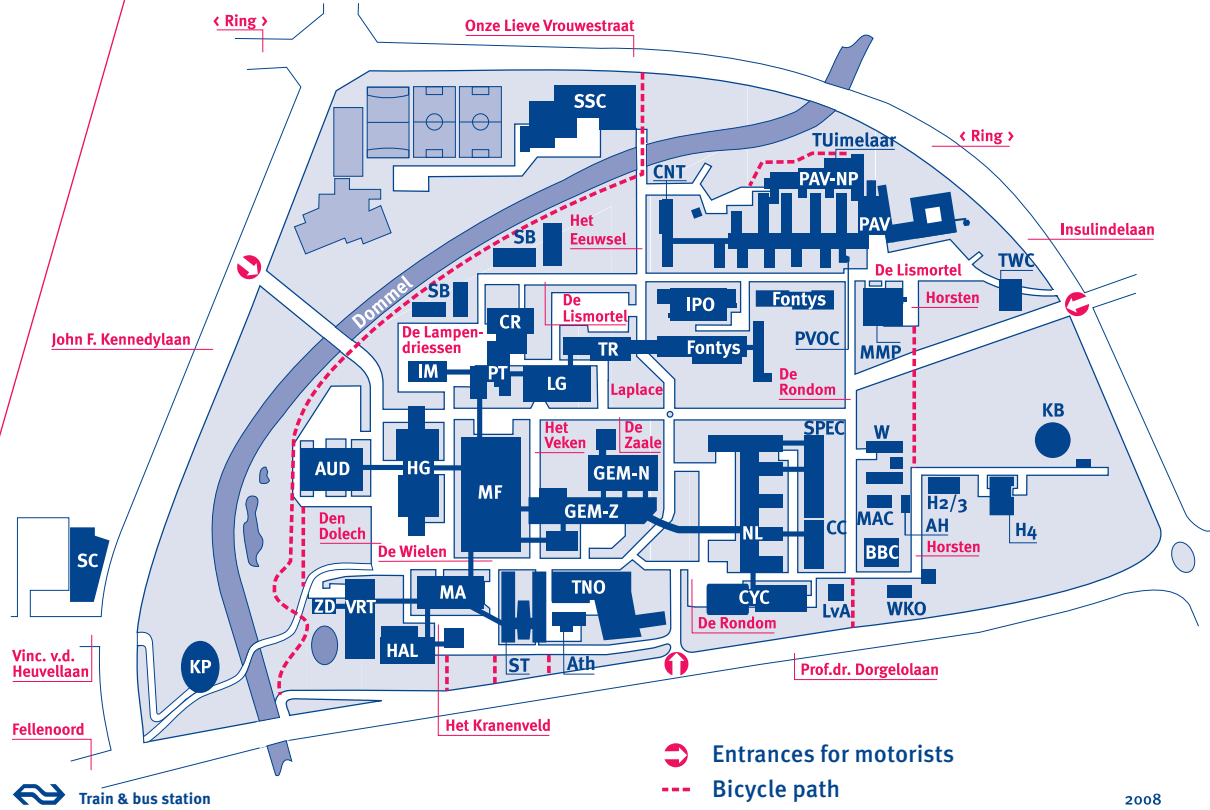 ‹ Ring ›
Onze Lieve Vrouwestraat
SSC
‹ Ring ›
TUimelaar
CNT
PAV-NP
PAV
Het
Eeuwsel
SB
Insulindelaan
TWC
De Lismortel
Horsten
Dommel
SB
De
Lismortel
IPO
Fontys
CR
De Lampen-
driessen
John F. Kennedylaan
PVOC
MMP
TR
Fontys
IM
PT
LG
Laplace
De
Rondom
KB
Het
Veken
De
Zaale
SPEC
W
AUD
HG
MF
GEM-N
GEM-Z
H2/3
MAC
AH
H4
Den
Dolech
De Wielen
NL
CC
BBC
Horsten
SC
MA
TNO
CYC
LvA
WKO
ZD
VRT
De Rondom
HAL
KP
ST
Ath
Vinc. v.d.
Heuvellaan
Prof.dr. Dorgelolaan
Fellenoord
Het Kranenveld
Entrances for motorists
Bicycle path
Train & bus station
2008